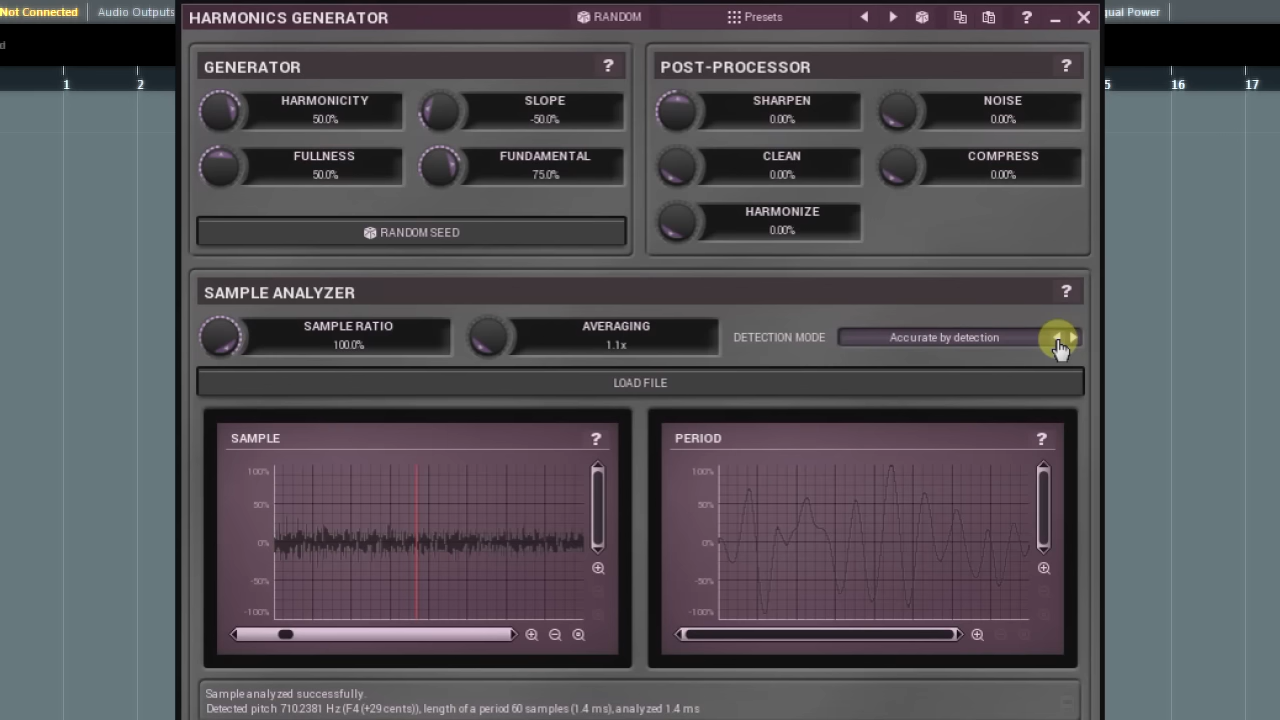 Not Connected Audio Outputs
HARMONICS GENERATOR RANDOM Presets ?
qual Power
d
1 2 5 16 17
GENERATOR ?
HARMONICITY
50.0%
SLOPE
-50.0%
FULLNESS
50.0%
FUNDAMENTAL
75.0%
RANDOM SEED
POST-PROCESSOR ?
SHARPEN
0.00%
NOISE
0.00%
CLEAN
0.00%
COMPRESS
0.00%
HARMONIZE
0.00%
SAMPLE ANALYZER ?
SAMPLE RATIO
100.0%
AVERAGING
1.1x
DETECTION MODE Accurate by detection
LOAD FILE
SAMPLE ?
100%
50%
0%
-50%
-100%
PERIOD ?
100%
50%
0%
-50%
-100%
Sample analyzed successfully.
Detected pitch 710.2381 Hz (F4 (+29 cents)), length of a period 60 samples (1.4 ms), analyzed 1.4 ms